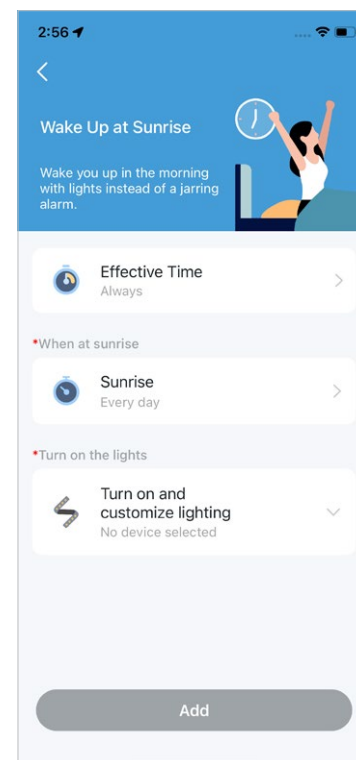 2:56
Wake Up at Sunrise
Wake you up in the morning
with lights instead of a jarring
alarm.
Effective Time
Always
*When at sunrise
Sunrise
Every day
*Turn on the lights
Turn on and
customize lighting
No device selected
Add